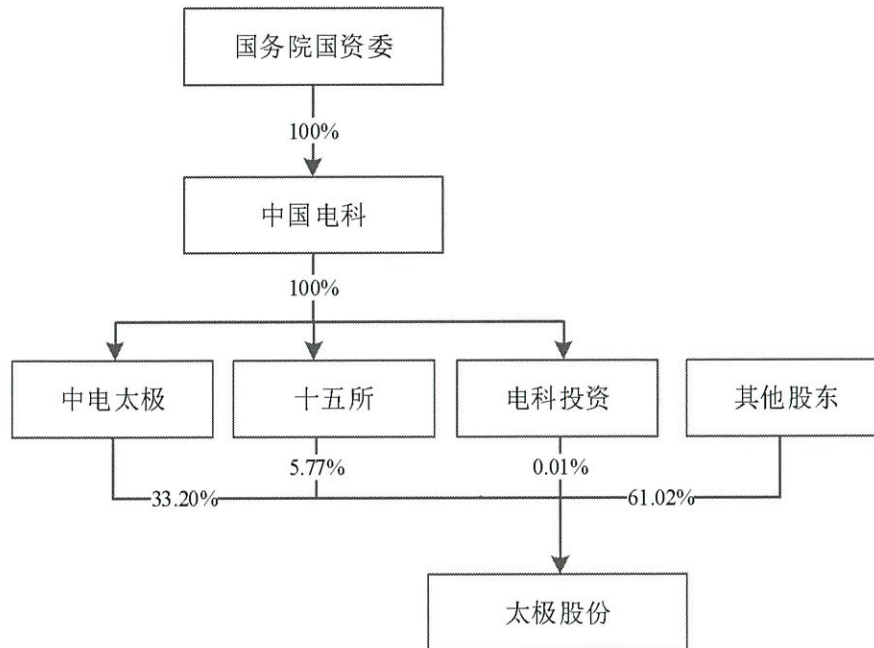 国务院国资委
100%
中国电科
100%
中电太极
十五所
电科投资
其他股东
5.77%
0.01%
33.20%
61.02%
太极股份